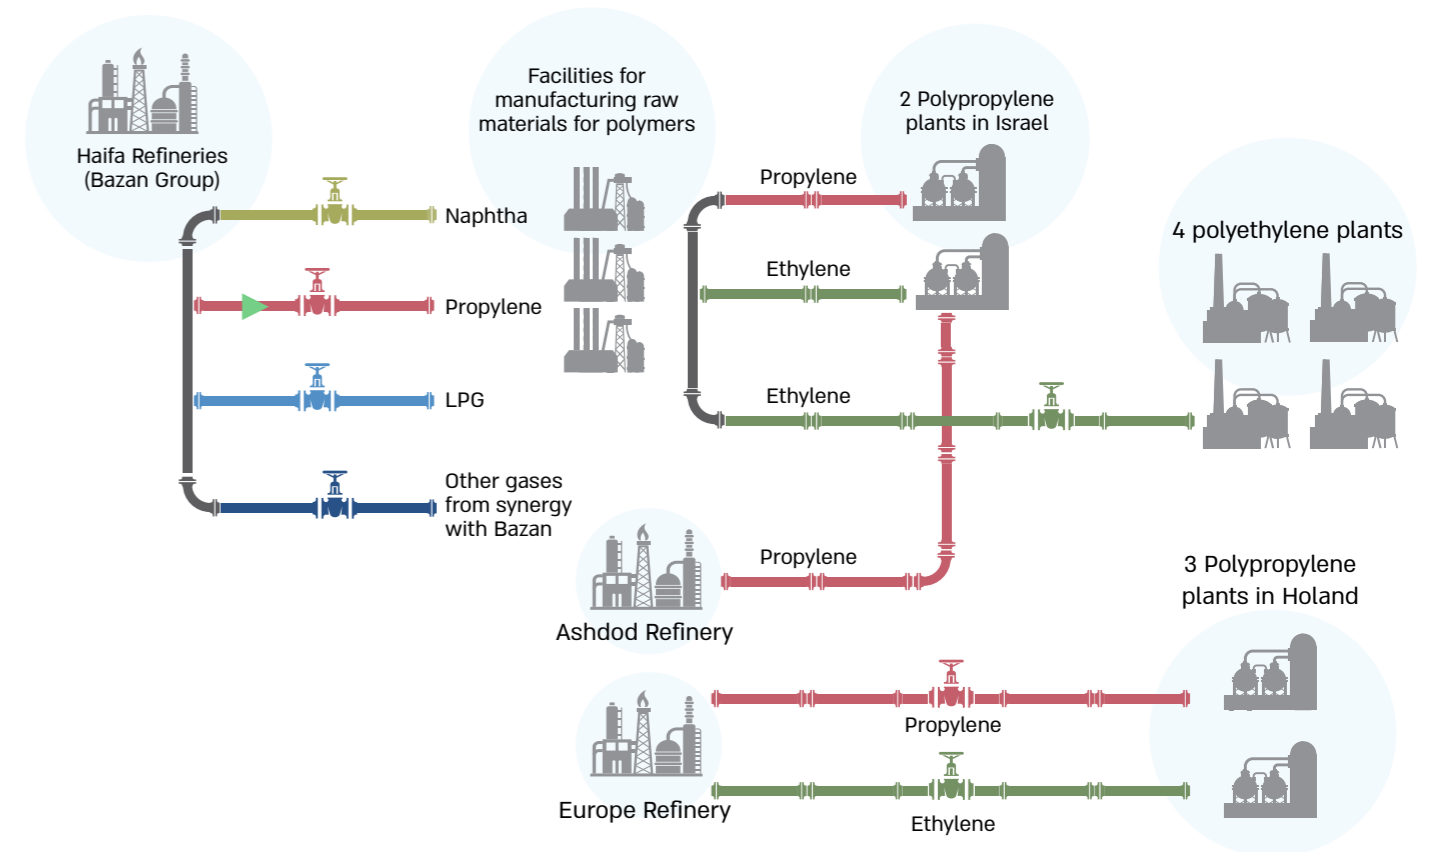 Haifa Refineries
(Bazan Group)
Naphtha
Propylene
LPG
Other gases
from synergy
with Bazan
Facilities for
manufacturing raw
materials for polymers
2 Polypropylene
plants in Israel
Propylene
Ethylene
Ethylene
4 polyethylene plants
Propylene
Ashdod Refinery
3 Polypropylene
plants in Holand
Propylene
Europe Refinery
Ethylene